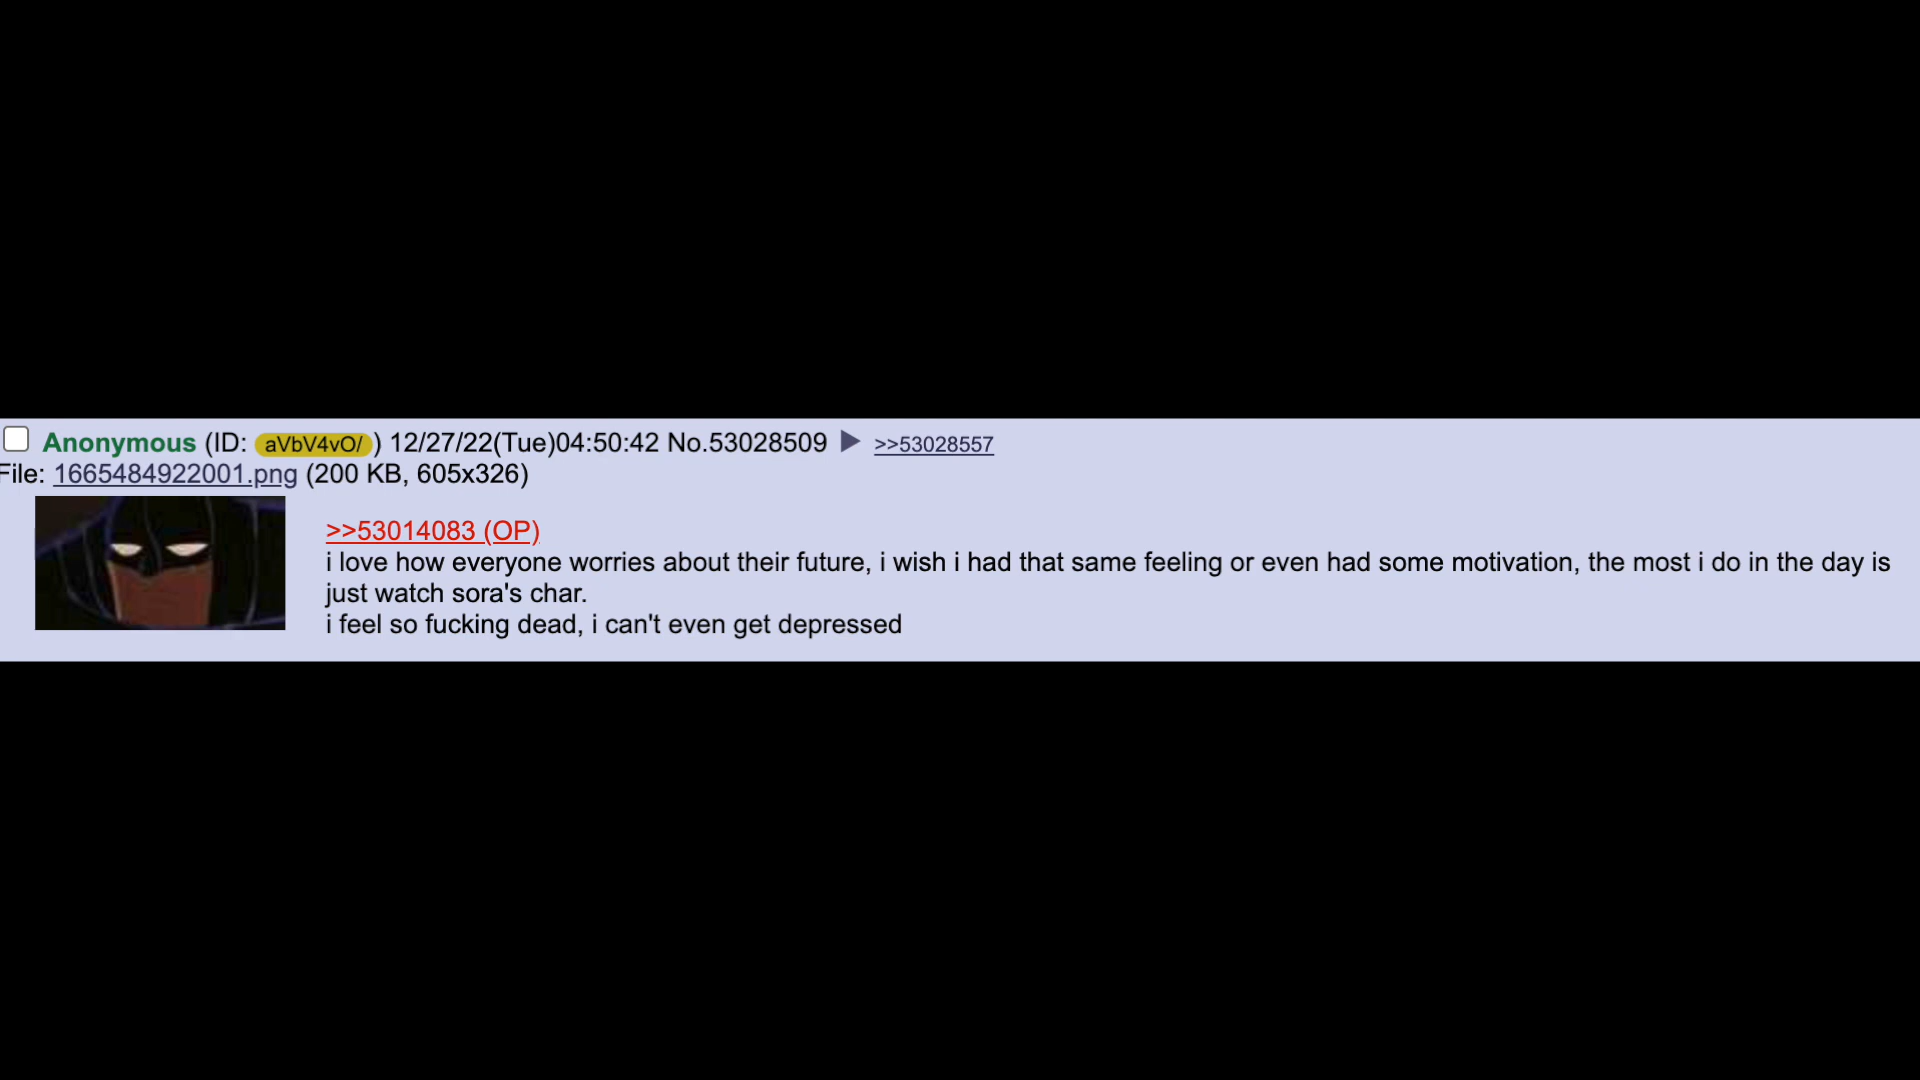 Anonymous (ID: aVbV4vO/) 12/27/22(Tue)04:50:42 No.53028509 ▶ >>53028557
File: 1665484922001.png (200 KB, 605x326)
>>53014083 (OP)
i love how everyone worries about their future, i wish i had that same feeling or even had some motivation, the most i do in the day is
just watch sora's char.
i feel so fucking dead, i can't even get depressed